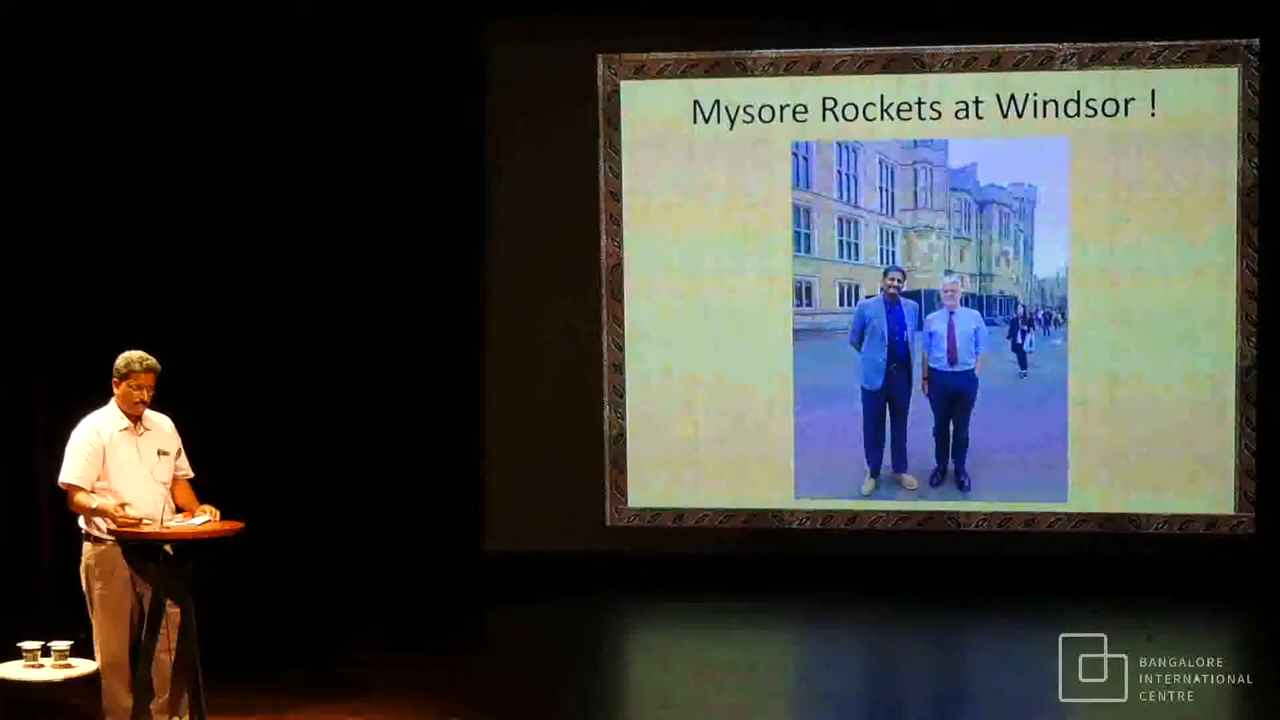 Mysore Rockets at Windsor !
BANGALORE
INTERNATIONAL
CENTRE